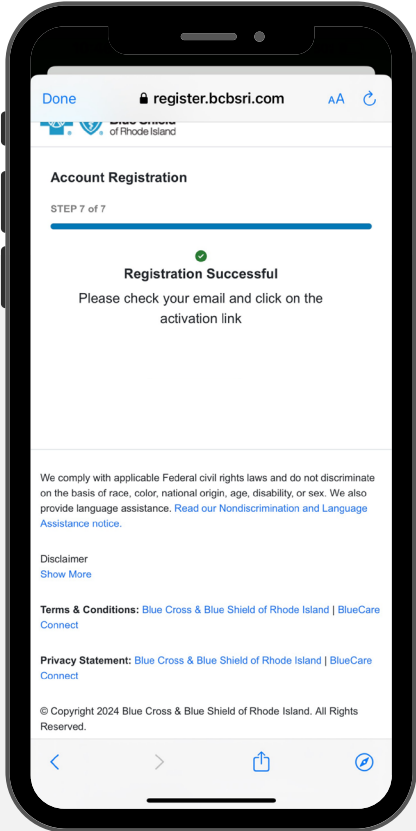 Done
register.bcbsri.com
AA
Blue Shield
of Rhode Island
Account Registration
STEP 7 of 7
Registration Successful
Please check your email and click on the
activation link
We comply with applicable Federal civil rights laws and do not discriminate
on the basis of race, color, national origin, age, disability, or sex. We also
provide language assistance. Read our Nondiscrimination and Language
Assistance notice.
Disclaimer
Show More
Terms & Conditions: Blue Cross & Blue Shield of Rhode Island | BlueCare
Connect
Privacy Statement: Blue Cross & Blue Shield of Rhode Island | BlueCare
Connect
© Copyright 2024 Blue Cross & Blue Shield of Rhode Island. All Rights
Reserved.